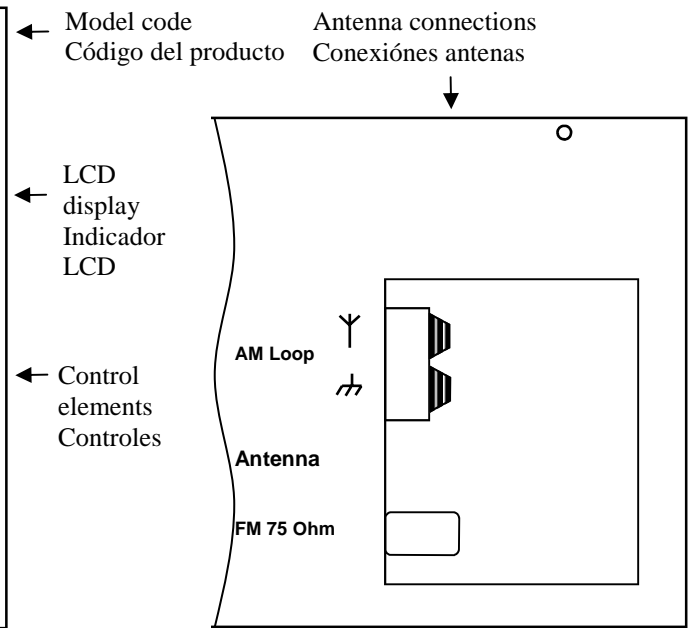 Model code
Código del producto
Antenna connections
Conexiónes antenas
LCD
display
Indicador
LCD
AM Loop
Control
elements
Controles
Antenna
FM 75 Ohm